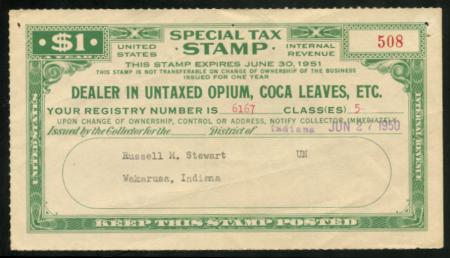 $1
SPECIAL TAX
UNITED STATES STAMP INTERNAL REVENUE
508
THIS STAMP EXPIRES JUNE 30, 1951
THIS STAMP IS NOT TRANSFERABLE ON CHANGE OF OWNERSHIP OF THE BUSINESS
ISSUED FOR ONE YEAR
DEALER IN UNTAXED OPIUM, COCA LEAVES, ETC.
YOUR REGISTRY NUMBER IS 6167 CLASS(ES) 5
UPON CHANGE OF OWNERSHIP, CONTROL OR ADDRESS, NOTIFY COLLECTOR IMMEDIATELY
Issued by the Collector for the District of Indiana JUN 27 1950
Russell M. Stewart UN
Wakarusa, Indiana
UNITED STATES
INTERNAL REVENUE
KEEP THIS STAMP POSTED